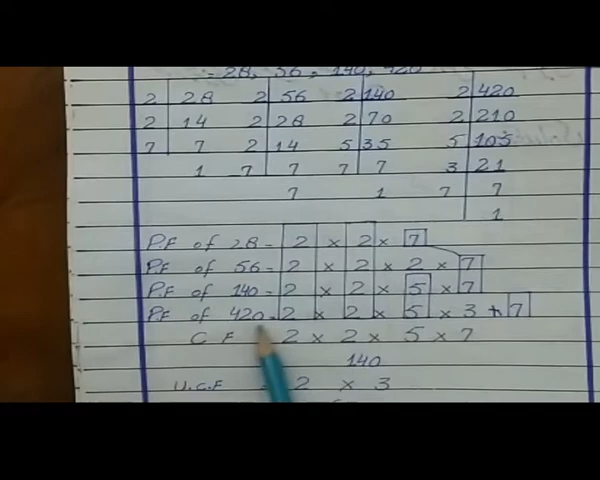 = 28, 56, 140, 420
2 | 28 2 | 56 2 | 140 2 | 420
2 | 14 2 | 28 2 | 70 2 | 210
7 | 7 2 | 14 5 | 35 5 | 105
1 7 | 7 7 | 7 3 | 21
7 1 7 | 7
1
P.F of 28 = 2 × 2 × 7
P.F of 56 = 2 × 2 × 2 × 7
P.F of 140 = 2 × 2 × 5 × 7
P.F of 420 = 2 × 2 × 5 × 3 × 7
C F 2 × 2 × 5 × 7
140
U.C.F = 2 × 3